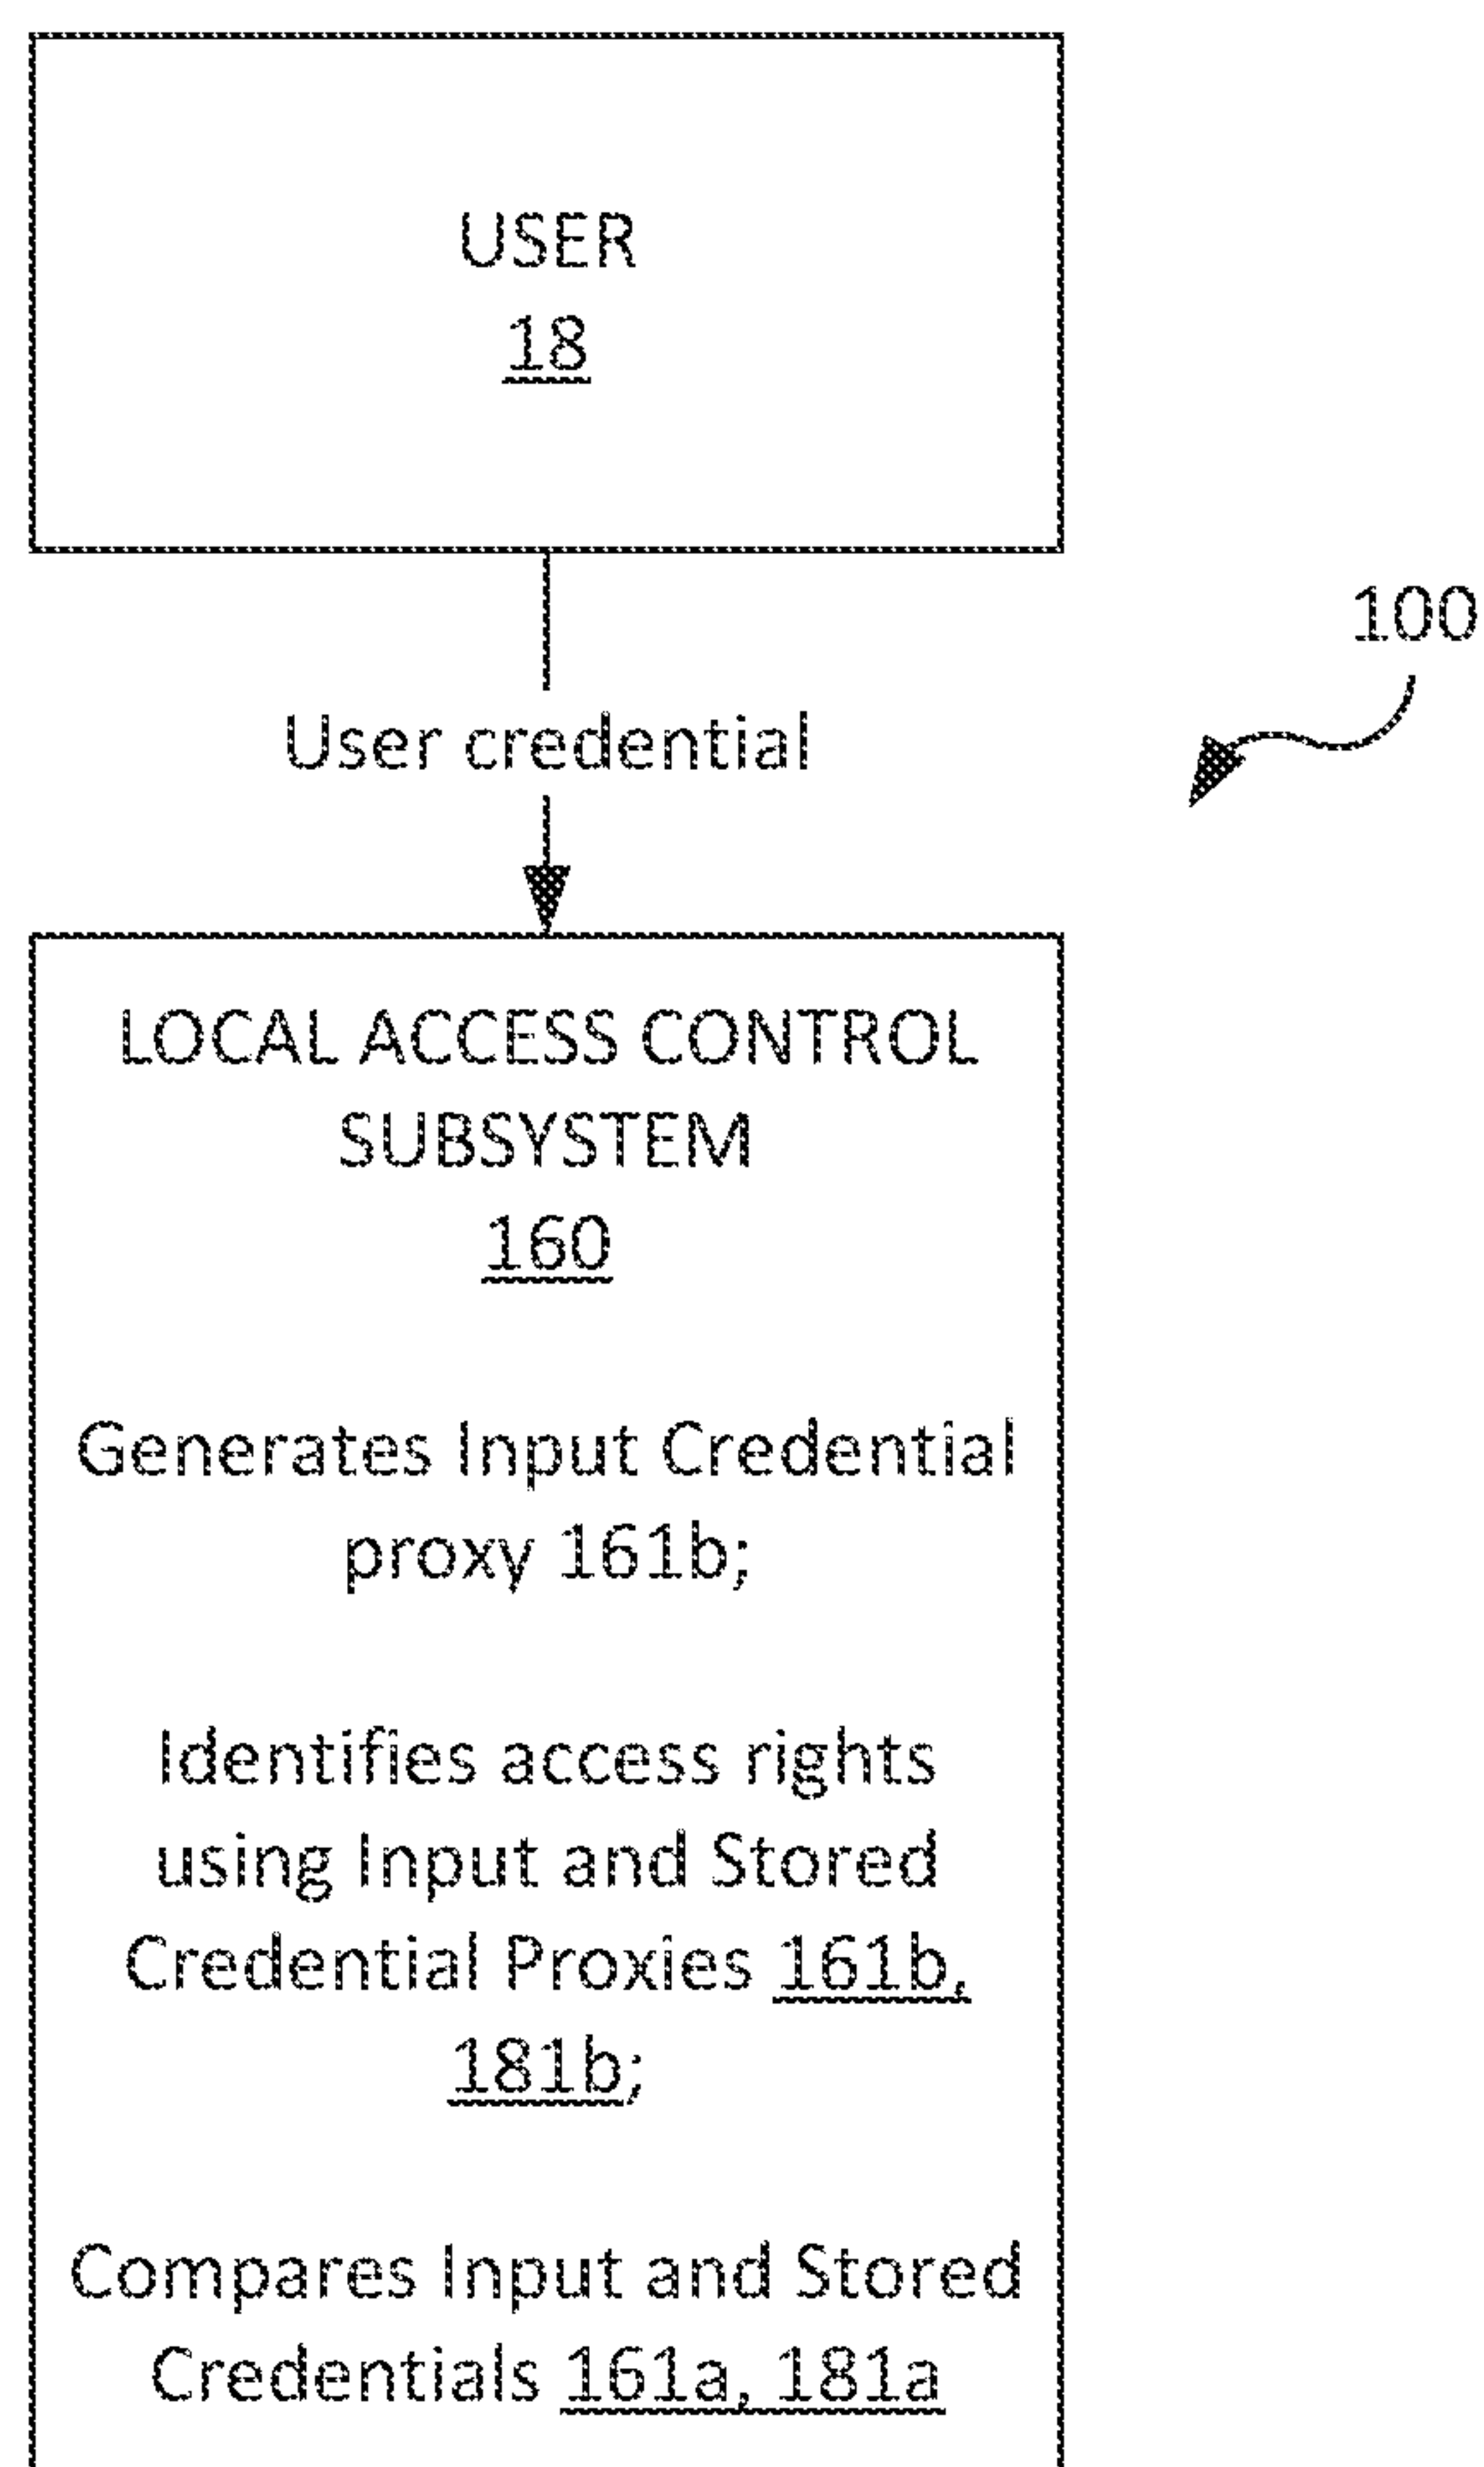 USER
18
100
User credential
LOCAL ACCESS CONTROL
SUBSYSTEM
160
Generates Input Credential
proxy 161b;
Identifies access rights
using Input and Stored
Credential Proxies 161b,
181b;
Compares Input and Stored
Credentials 161a, 181a